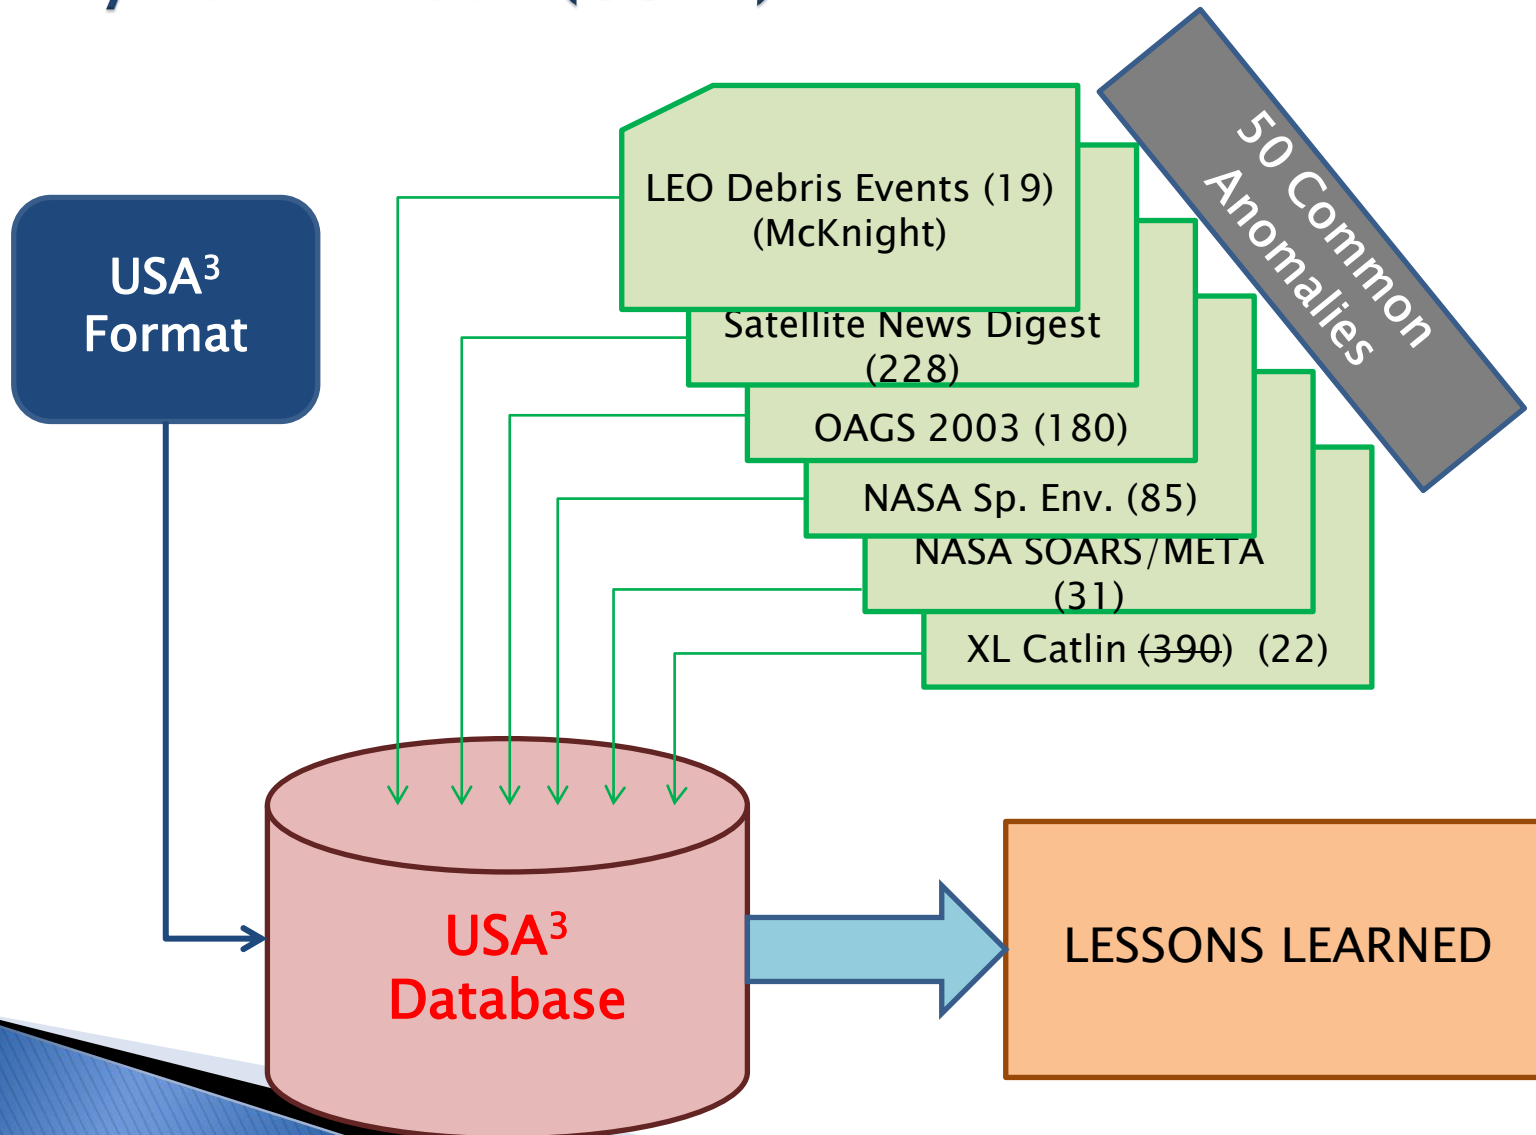 50 Common
Anomalies
LEO Debris Events (19)
(McKnight)
USA³
Format
Satellite News Digest
(228)
OAGS 2003 (180)
NASA Sp. Env. (85)
NASA SOARS/META
(31)
XL Catlin (390) (22)
USA³
Database
LESSONS LEARNED